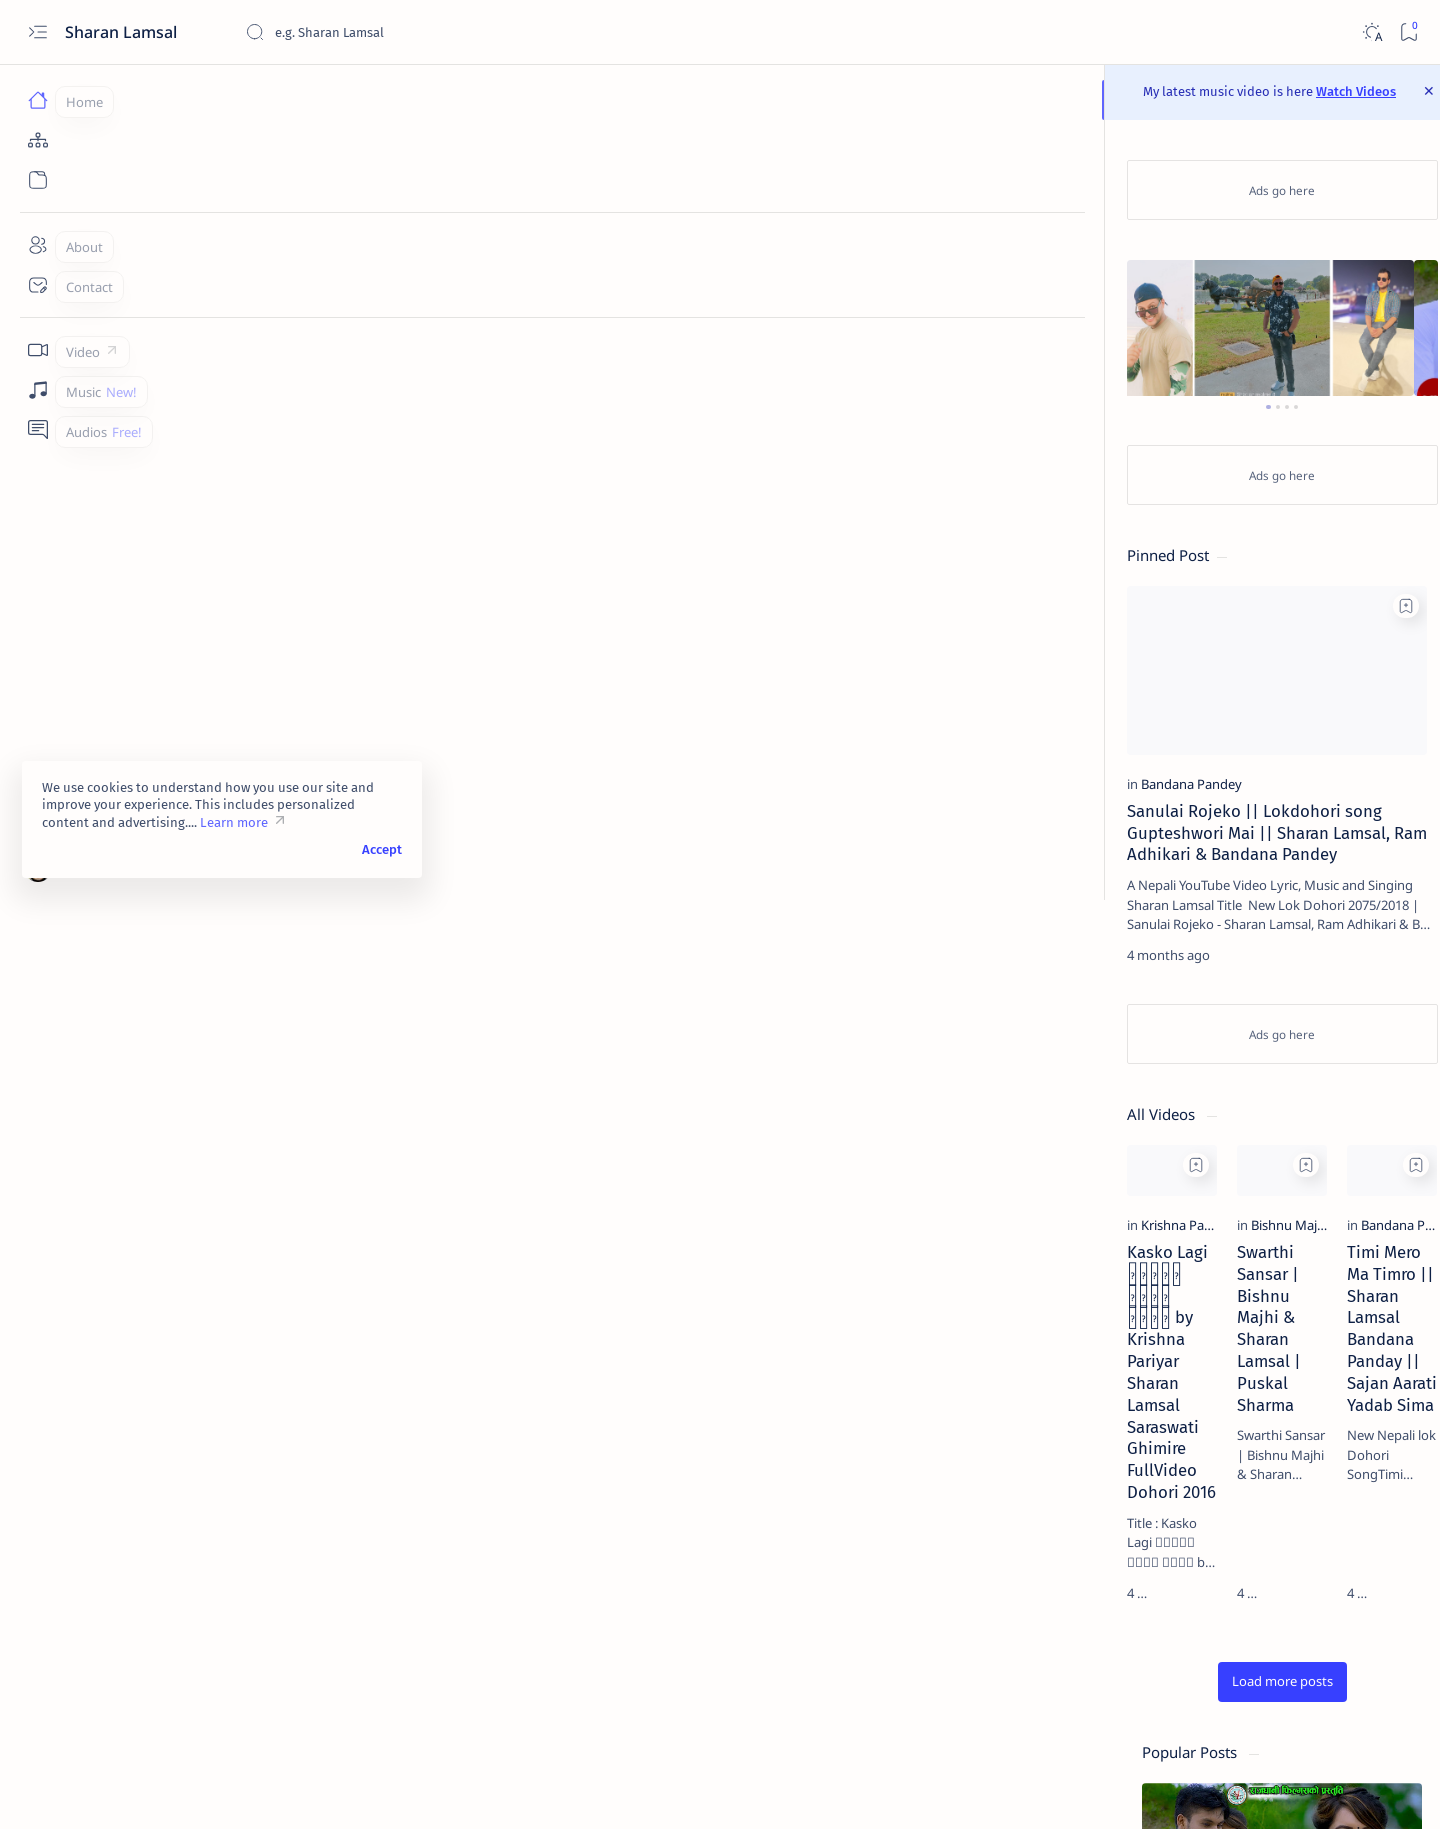 Sharan Lamsal
e.g. Sharan Lamsal
0
Home
About
Contact
Video
Music New!
Audios Free!
My latest music video is here Watch Videos
Ads go here
Ads go here
Pinned Post
in Bandana Pandey
Sanulai Rojeko || Lokdohori song
Gupteshwori Mai || Sharan Lamsal, Ram
Adhikari & Bandana Pandey
A Nepali YouTube Video Lyric, Music and Singing
Sharan Lamsal Title  New Lok Dohori 2075/2018 |
Sanulai Rojeko - Sharan Lamsal, Ram Adhikari & B...
4 months ago
We use cookies to understand how you use our site and
improve your experience. This includes personalized
content and advertising.... Learn more
Accept
Ads go here
All Videos
in Krishna Pa...
Kasko Lagi
by
Krishna
Pariyar
Sharan
Lamsal
Saraswati
Ghimire
FullVideo
Dohori 2016
Title : Kasko
Lagi
b...
4 ...
in Bishnu Maj...
Swarthi
Sansar |
Bishnu
Majhi &
Sharan
Lamsal |
Puskal
Sharma
Swarthi Sansar
| Bishnu Majhi
& Sharan...
4 ...
in Bandana P...
Timi Mero
Ma Timro ||
Sharan
Lamsal
Bandana
Panday ||
Sajan Aarati
Yadab Sima
New Nepali lok
Dohori
SongTimi...
4 ...
Load more posts
Popular Posts
राजधानी फिल्मसको प्रस्तुति